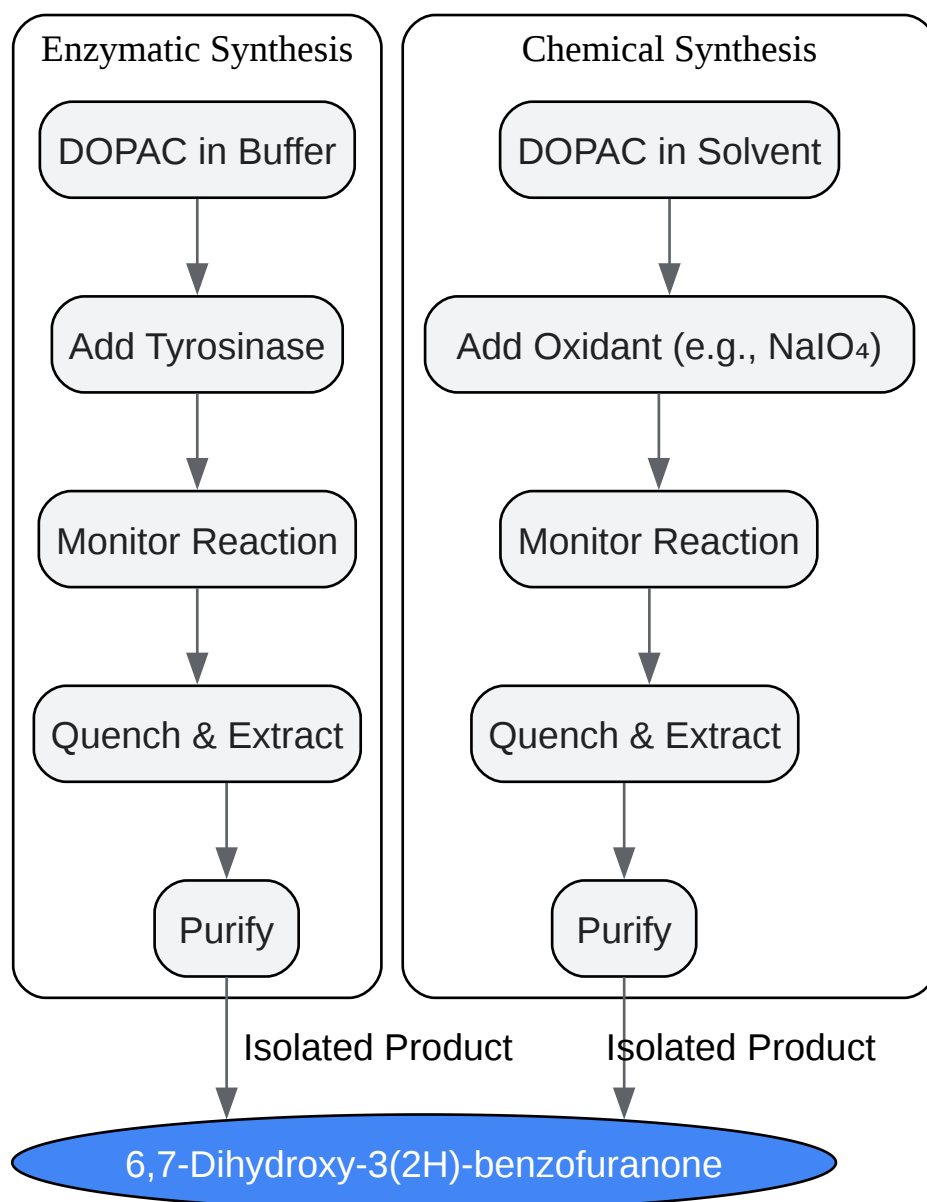 Enzymatic Synthesis
DOPAC in Buffer
Add Tyrosinase
Monitor Reaction
Quench & Extract
Purify
Isolated Product
Chemical Synthesis
DOPAC in Solvent
Add Oxidant (e.g., NaIO₄)
Monitor Reaction
Quench & Extract
Purify
Isolated Product
6,7-Dihydroxy-3(2H)-benzofuranone